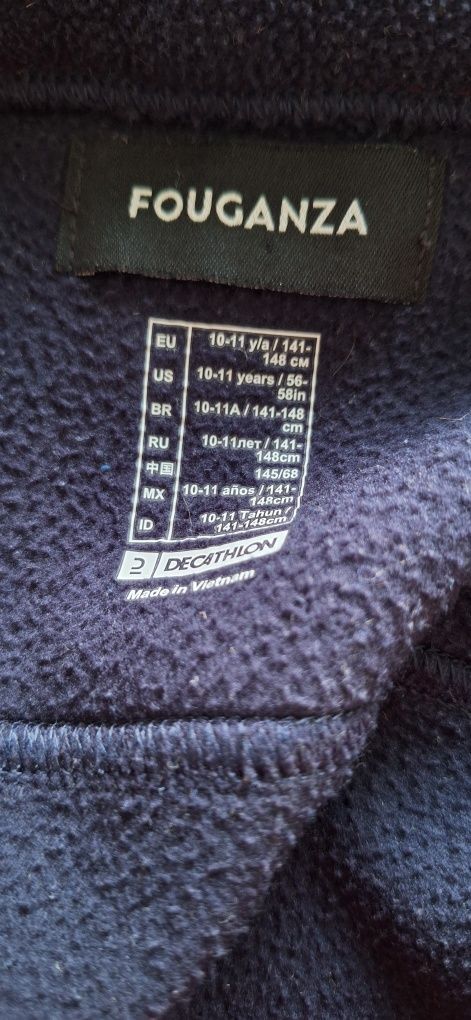 FOUGANZA
EU 10-11 y/a / 141-
148 см
US 10-11 years / 56-
58in
BR 10-11A / 141-148
cm
RU 10-11лет / 141-
148cm
中国 145/68
MX 10-11 años / 141-
148cm
ID 10-11 Tahun /
141-148cm
DECATHLON
Made in Vietnam